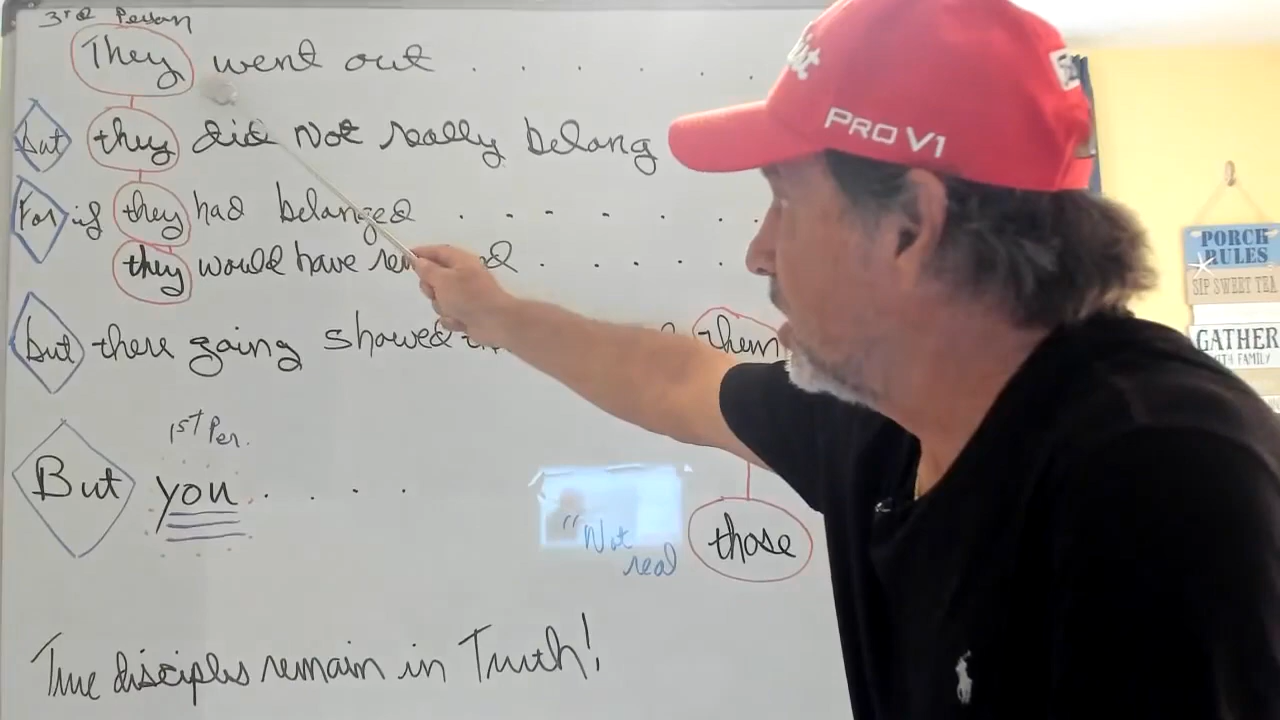 3rd Person
They went out . . . . . .
but they did Not really belong
For if they had belonged . . . . . .
they would have
but there going showed
them
1st Per.
But you . . . .
"Not
real
those
True disciples remain in Truth!
PRO V1
PORCH
RULES
SIP SWEET TEA
GATHER
WITH FAMILY